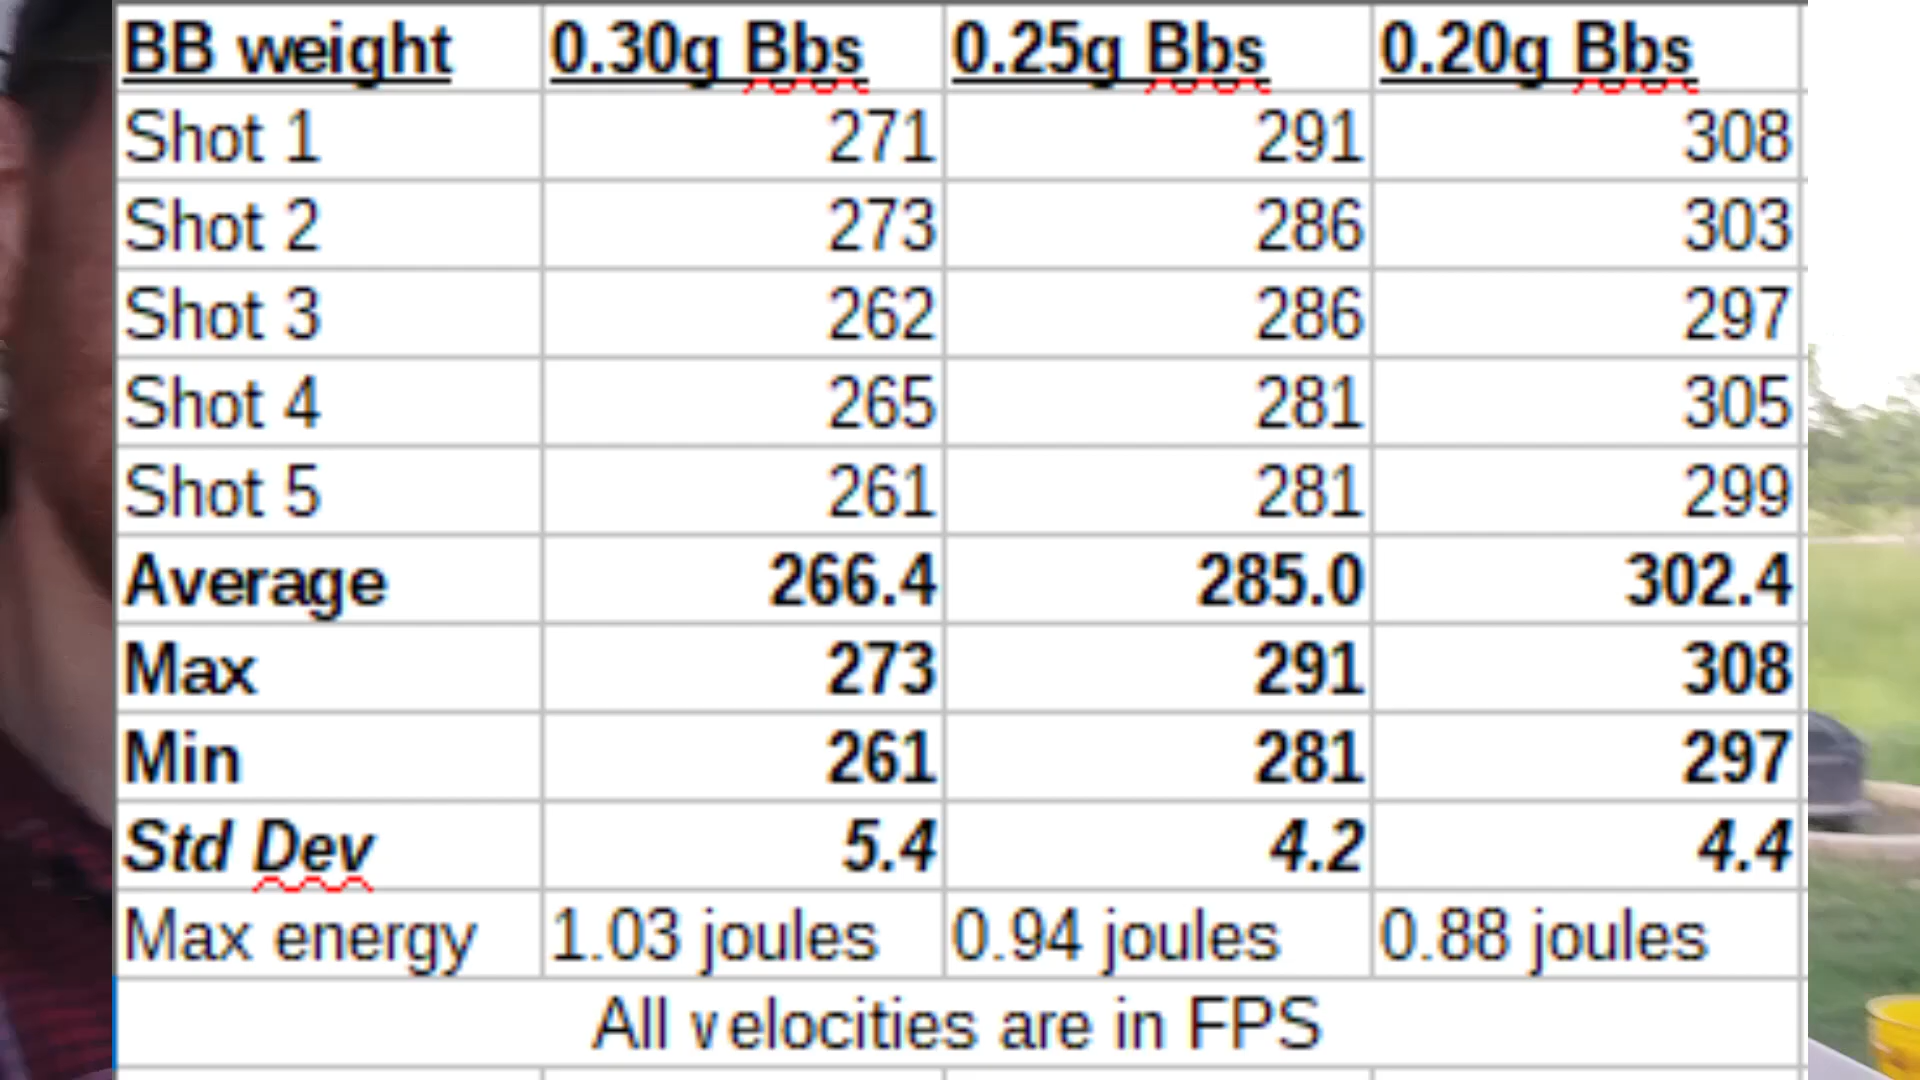 BB weight 0.30g Bbs 0.25g Bbs 0.20g Bbs
Shot 1 271 291 308
Shot 2 273 286 303
Shot 3 262 286 297
Shot 4 265 281 305
Shot 5 261 281 299
Average 266.4 285.0 302.4
Max 273 291 308
Min 261 281 297
Std Dev 5.4 4.2 4.4
Max energy 1.03 joules 0.94 joules 0.88 joules
All velocities are in FPS